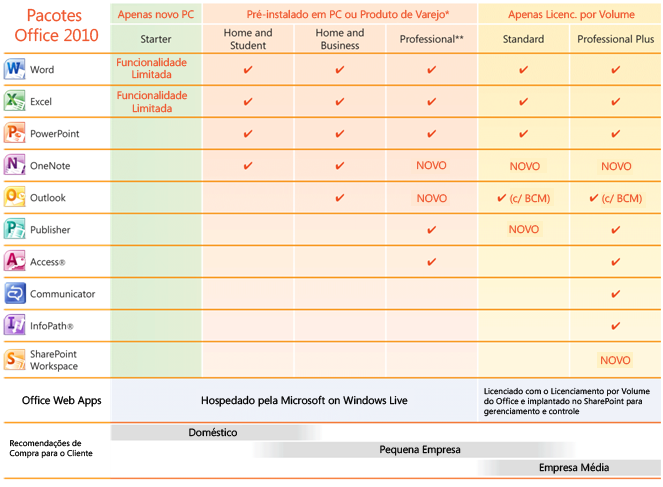 Pacotes
Office 2010
Apenas novo PC
Pré-instalado em PC ou Produto de Varejo*
Apenas Licenc. por Volume
Starter
Home and
Student
Home and
Business
Professional**
Standard
Professional Plus
Word
Funcionalidade
Limitada
✓ ✓ ✓ ✓ ✓
Excel
Funcionalidade
Limitada
✓ ✓ ✓ ✓ ✓
PowerPoint ✓ ✓ ✓ ✓ ✓
OneNote ✓ ✓ NOVO NOVO NOVO
Outlook ✓ NOVO ✓ (c/ BCM) ✓ (c/ BCM)
Publisher ✓ NOVO ✓
Access® ✓ ✓
Communicator ✓
InfoPath® ✓
SharePoint
Workspace
NOVO
Office Web Apps
Hospedado pela Microsoft on Windows Live
Licenciado com o Licenciamento por Volume
do Office e implantado no SharePoint para
gerenciamento e controle
Recomendações de
Compra para o Cliente
Doméstico
Pequena Empresa
Empresa Média